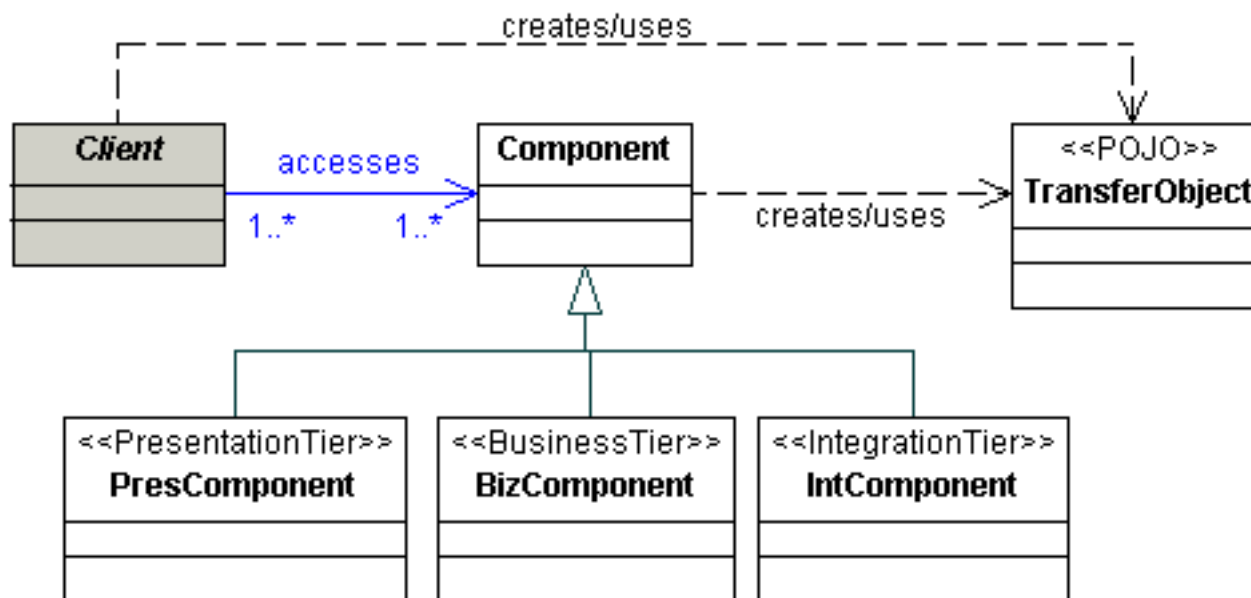 creates/uses
Client
accesses
1..*
1..*
Component
creates/uses
<<POJO>>
TransferObject
<<PresentationTier>>
PresComponent
<<BusinessTier>>
BizComponent
<<IntegrationTier>>
IntComponent